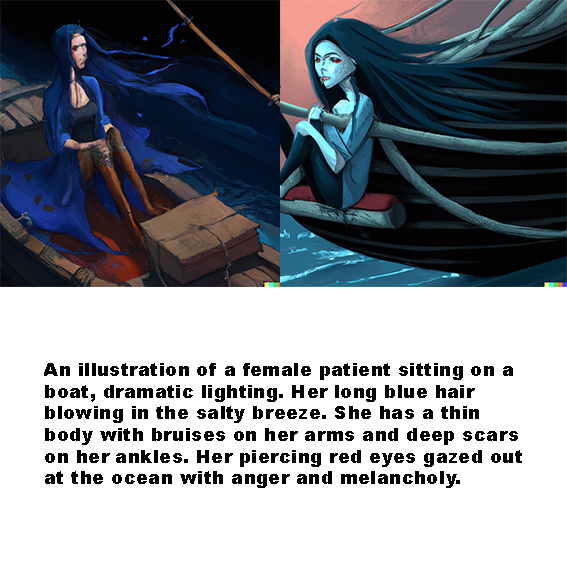 An illustration of a female patient sitting on a
boat, dramatic lighting. Her long blue hair
blowing in the salty breeze. She has a thin
body with bruises on her arms and deep scars
on her ankles. Her piercing red eyes gazed out
at the ocean with anger and melancholy.